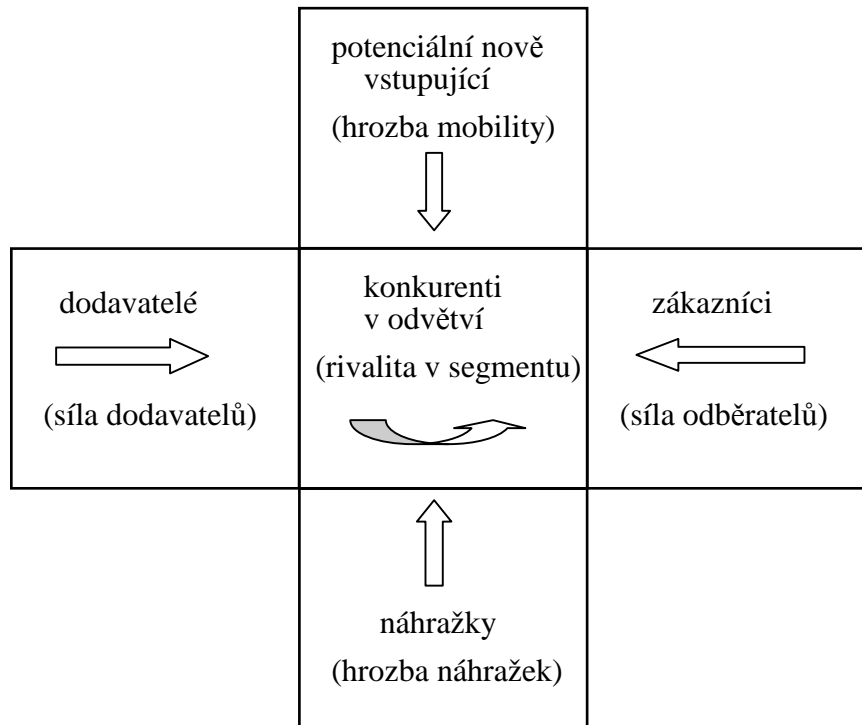 potenciální nově
vstupující
(hrozba mobility)
dodavatelé
(síla dodavatelů)
konkurenti
v odvětví
(rivalita v segmentu)
zákazníci
(síla odběratelů)
náhražky
(hrozba náhražek)